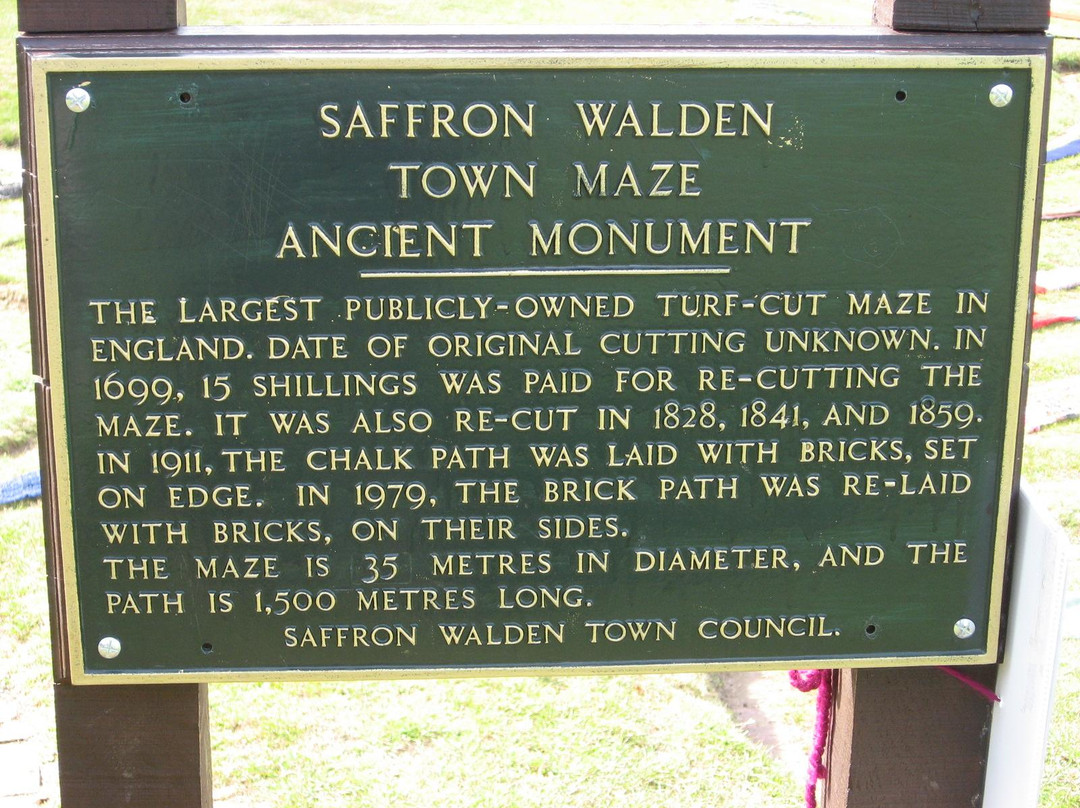 SAFFRON WALDEN
TOWN MAZE
ANCIENT MONUMENT
THE LARGEST PUBLICLY-OWNED TURF-CUT MAZE IN
ENGLAND. DATE OF ORIGINAL CUTTING UNKNOWN. IN
1699, 15 SHILLINGS WAS PAID FOR RE-CUTTING THE
MAZE. IT WAS ALSO RE-CUT IN 1828, 1841, AND 1859.
IN 1911, THE CHALK PATH WAS LAID WITH BRICKS, SET
ON EDGE. IN 1979, THE BRICK PATH WAS RE-LAID
WITH BRICKS, ON THEIR SIDES.
THE MAZE IS 35 METRES IN DIAMETER, AND THE
PATH IS 1,500 METRES LONG.
SAFFRON WALDEN TOWN COUNCIL.